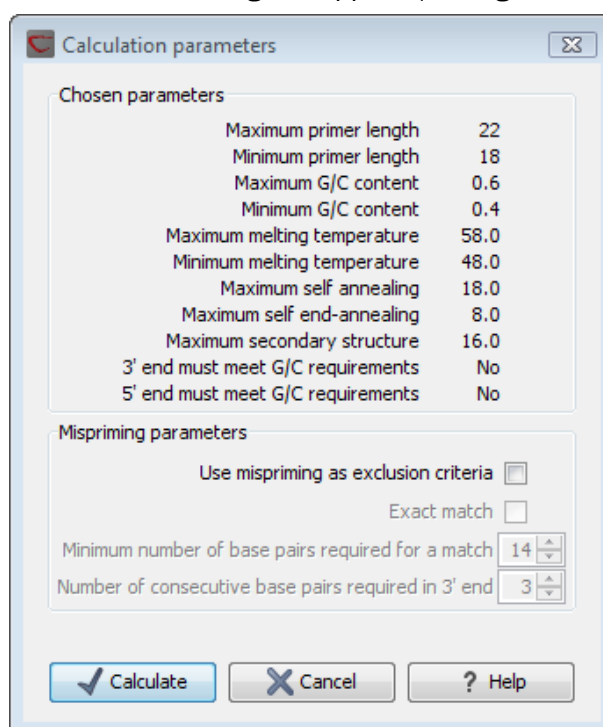 Calculation parameters
Chosen parameters
Maximum primer length 22
Minimum primer length 18
Maximum G/C content 0.6
Minimum G/C content 0.4
Maximum melting temperature 58.0
Minimum melting temperature 48.0
Maximum self annealing 18.0
Maximum self end-annealing 8.0
Maximum secondary structure 16.0
3' end must meet G/C requirements No
5' end must meet G/C requirements No
Mispriming parameters
Use mispriming as exclusion criteria
Exact match
Minimum number of base pairs required for a match 14
Number of consecutive base pairs required in 3' end 3
Calculate Cancel ? Help